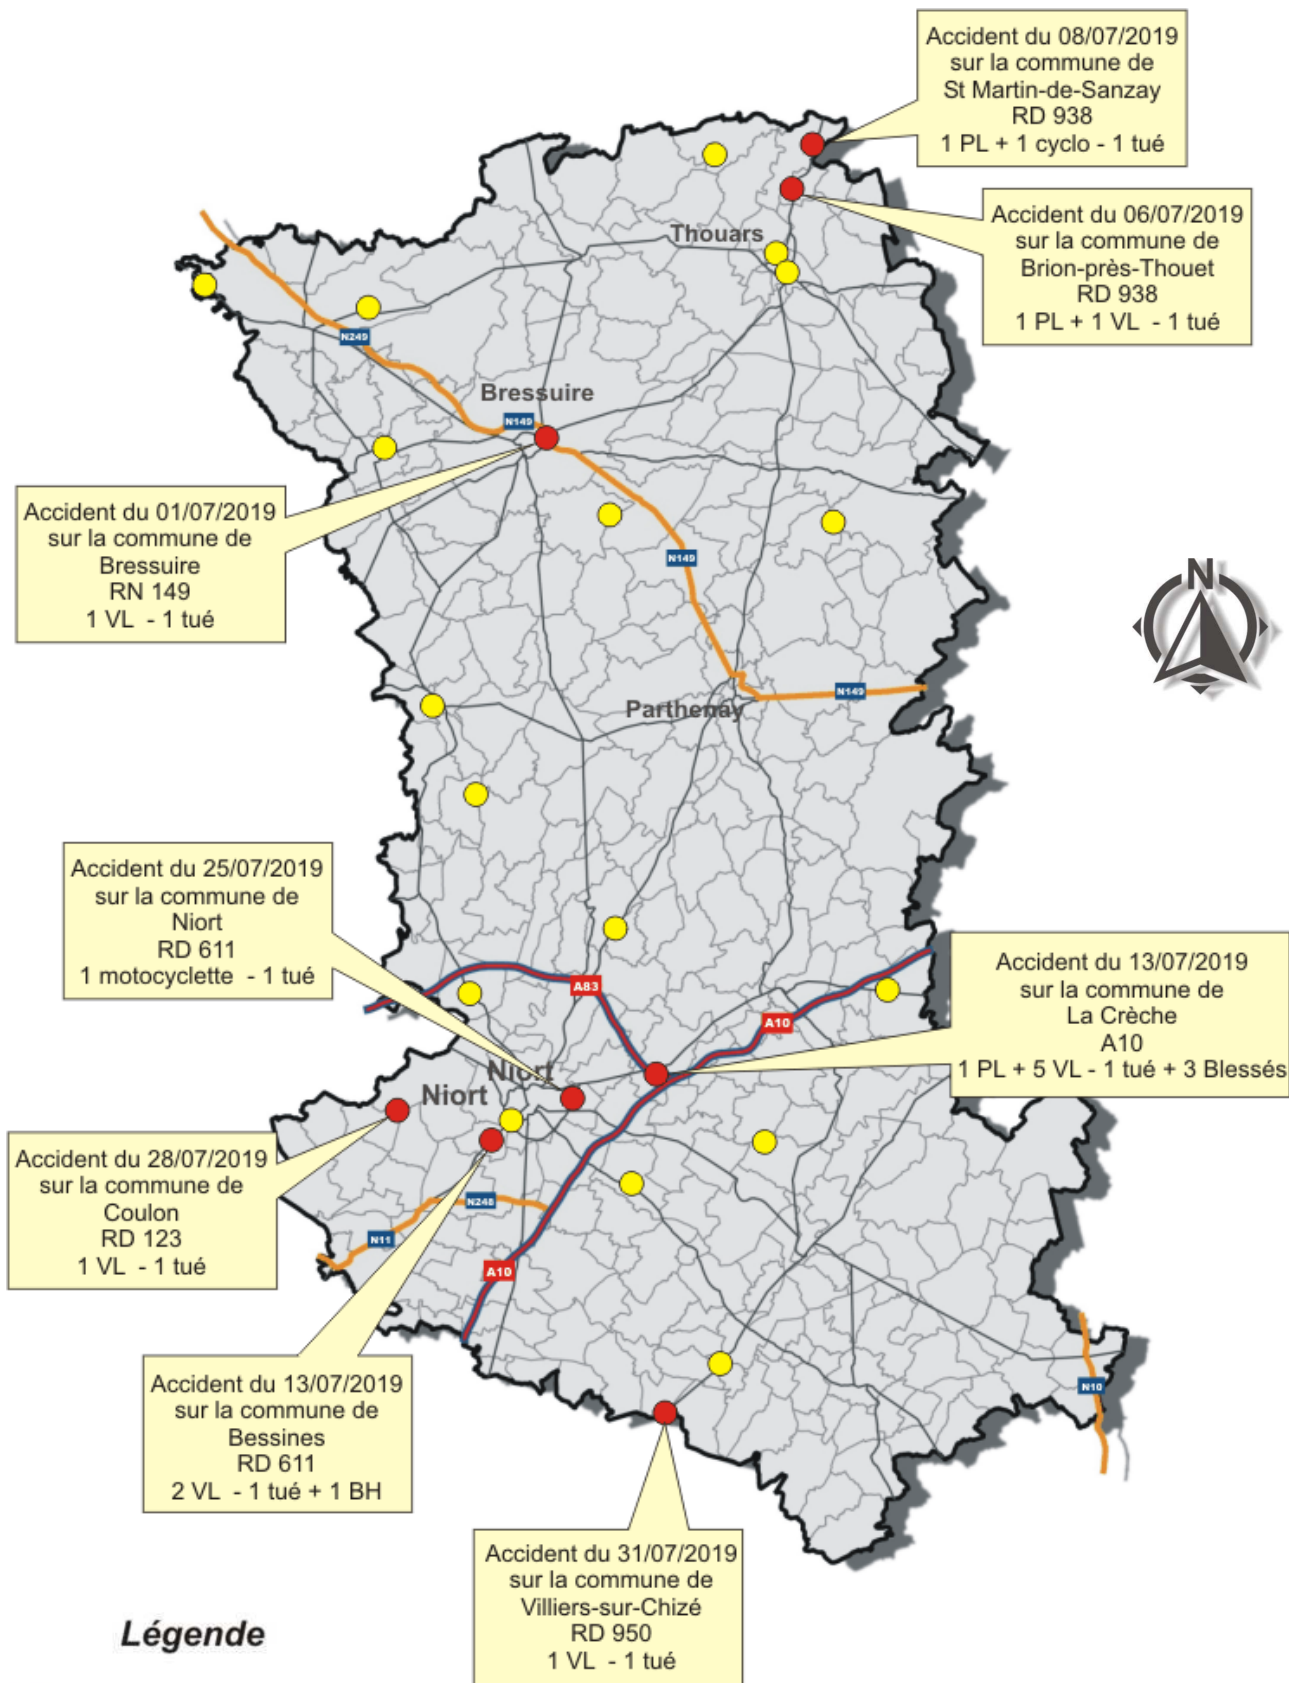 Accident du 08/07/2019
sur la commune de
St Martin-de-Sanzay
RD 938
1 PL + 1 cyclo - 1 tué
Accident du 06/07/2019
sur la commune de
Brion-près-Thouet
RD 938
1 PL + 1 VL - 1 tué
Thouars
N249
Bressuire
N149
Accident du 01/07/2019
sur la commune de
Bressuire
RN 149
1 VL - 1 tué
N149
N
N149
Parthenay
Accident du 25/07/2019
sur la commune de
Niort
RD 611
1 motocyclette - 1 tué
A83
A10
Accident du 13/07/2019
sur la commune de
La Crèche
A10
1 PL + 5 VL - 1 tué + 3 Blessés
Niort
Niort
Accident du 28/07/2019
sur la commune de
Coulon
RD 123
1 VL - 1 tué
N248
N11
A10
Accident du 13/07/2019
sur la commune de
Bessines
RD 611
2 VL - 1 tué + 1 BH
N10
Accident du 31/07/2019
sur la commune de
Villiers-sur-Chizé
RD 950
1 VL - 1 tué
Légende